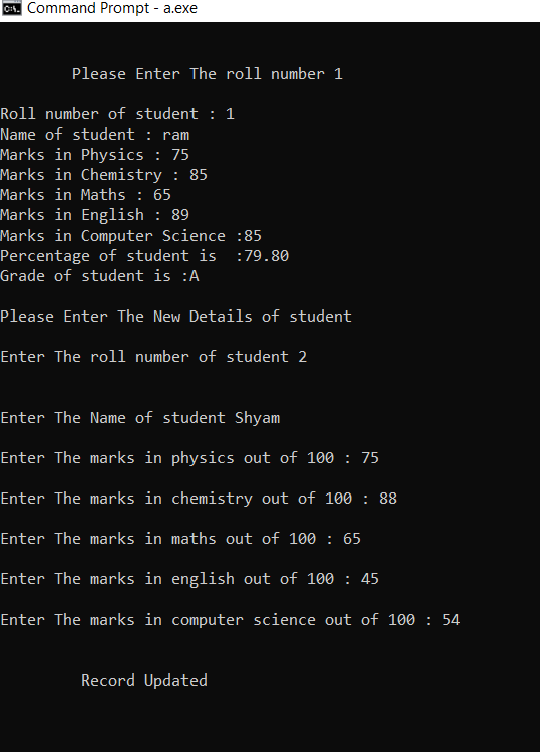 Command Prompt - a.exe
Please Enter The roll number 1
Roll number of student : 1
Name of student : ram
Marks in Physics : 75
Marks in Chemistry : 85
Marks in Maths : 65
Marks in English : 89
Marks in Computer Science :85
Percentage of student is  :79.80
Grade of student is :A
Please Enter The New Details of student
Enter The roll number of student 2
Enter The Name of student Shyam
Enter The marks in physics out of 100 : 75
Enter The marks in chemistry out of 100 : 88
Enter The marks in maths out of 100 : 65
Enter The marks in english out of 100 : 45
Enter The marks in computer science out of 100 : 54
Record Updated